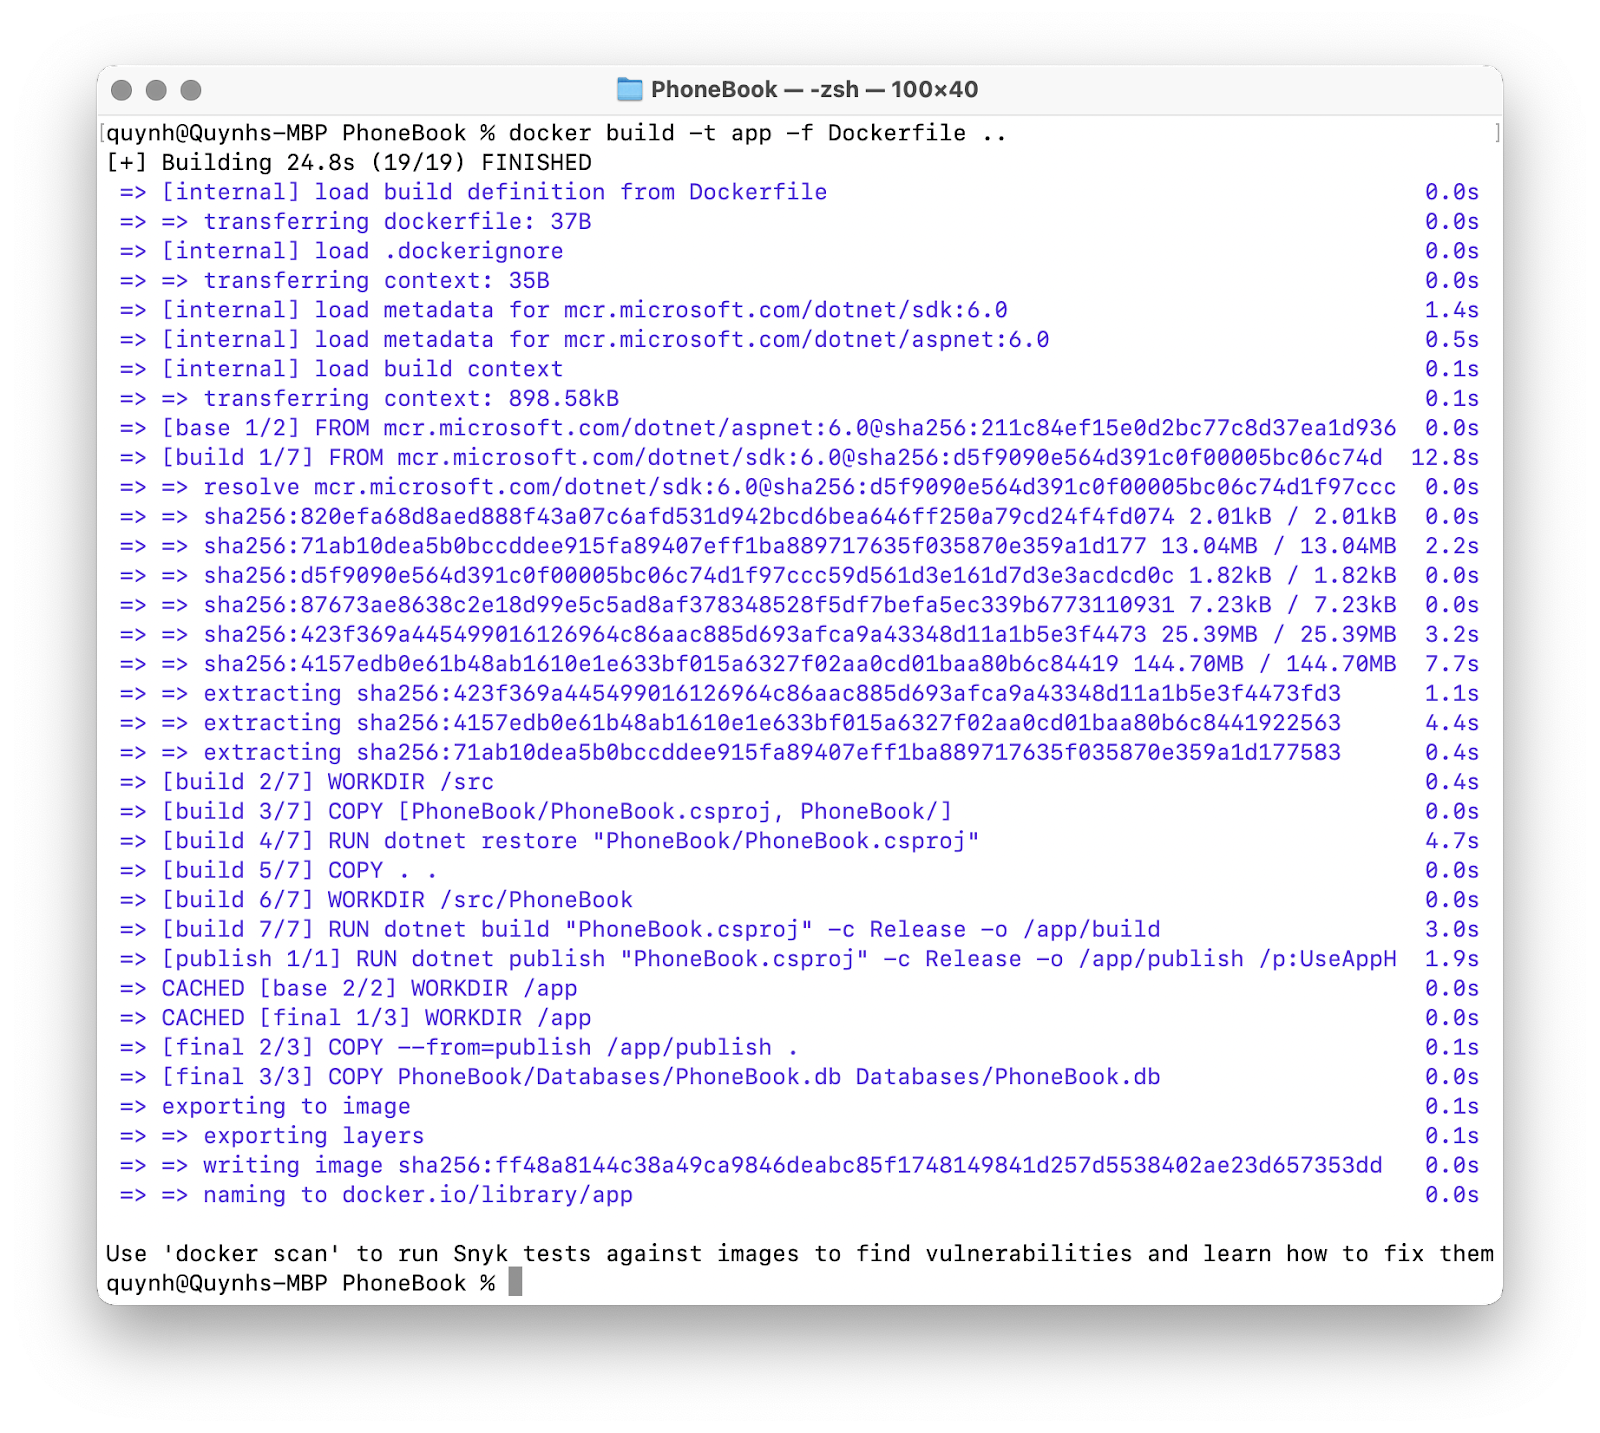 PhoneBook — -zsh — 100×40
quynh@Quynhs-MBP PhoneBook % docker build -t app -f Dockerfile ..
[+] Building 24.8s (19/19) FINISHED
=> [internal] load build definition from Dockerfile 0.0s
=> => transferring dockerfile: 37B 0.0s
=> [internal] load .dockerignore 0.0s
=> => transferring context: 35B 0.0s
=> [internal] load metadata for mcr.microsoft.com/dotnet/sdk:6.0 1.4s
=> [internal] load metadata for mcr.microsoft.com/dotnet/aspnet:6.0 0.5s
=> [internal] load build context 0.1s
=> => transferring context: 898.58kB 0.1s
=> [base 1/2] FROM mcr.microsoft.com/dotnet/aspnet:6.0@sha256:211c84ef15e0d2bc77c8d37ea1d936 0.0s
=> [build 1/7] FROM mcr.microsoft.com/dotnet/sdk:6.0@sha256:d5f9090e564d391c0f00005bc06c74d 12.8s
=> => resolve mcr.microsoft.com/dotnet/sdk:6.0@sha256:d5f9090e564d391c0f00005bc06c74d1f97ccc 0.0s
=> => sha256:820efa68d8aed888f43a07c6afd531d942bcd6bea646ff250a79cd24f4fd074 2.01kB / 2.01kB 0.0s
=> => sha256:71ab10dea5b0bccddee915fa89407eff1ba889717635f035870e359a1d177 13.04MB / 13.04MB 2.2s
=> => sha256:d5f9090e564d391c0f00005bc06c74d1f97ccc59d561d3e161d7d3e3acdcd0c 1.82kB / 1.82kB 0.0s
=> => sha256:87673ae8638c2e18d99e5c5ad8af378348528f5df7befa5ec339b6773110931 7.23kB / 7.23kB 0.0s
=> => sha256:423f369a445499016126964c86aac885d693afca9a43348d11a1b5e3f4473 25.39MB / 25.39MB 3.2s
=> => sha256:4157edb0e61b48ab1610e1e633bf015a6327f02aa0cd01baa80b6c84419 144.70MB / 144.70MB 7.7s
=> => extracting sha256:423f369a445499016126964c86aac885d693afca9a43348d11a1b5e3f4473fd3 1.1s
=> => extracting sha256:4157edb0e61b48ab1610e1e633bf015a6327f02aa0cd01baa80b6c8441922563 4.4s
=> => extracting sha256:71ab10dea5b0bccddee915fa89407eff1ba889717635f035870e359a1d177583 0.4s
=> [build 2/7] WORKDIR /src 0.4s
=> [build 3/7] COPY [PhoneBook/PhoneBook.csproj, PhoneBook/] 0.0s
=> [build 4/7] RUN dotnet restore "PhoneBook/PhoneBook.csproj" 4.7s
=> [build 5/7] COPY . . 0.0s
=> [build 6/7] WORKDIR /src/PhoneBook 0.0s
=> [build 7/7] RUN dotnet build "PhoneBook.csproj" -c Release -o /app/build 3.0s
=> [publish 1/1] RUN dotnet publish "PhoneBook.csproj" -c Release -o /app/publish /p:UseAppH 1.9s
=> CACHED [base 2/2] WORKDIR /app 0.0s
=> CACHED [final 1/3] WORKDIR /app 0.0s
=> [final 2/3] COPY --from=publish /app/publish . 0.1s
=> [final 3/3] COPY PhoneBook/Databases/PhoneBook.db Databases/PhoneBook.db 0.0s
=> exporting to image 0.1s
=> => exporting layers 0.1s
=> => writing image sha256:ff48a8144c38a49ca9846deabc85f1748149841d257d5538402ae23d657353dd 0.0s
=> => naming to docker.io/library/app 0.0s
Use 'docker scan' to run Snyk tests against images to find vulnerabilities and learn how to fix them
quynh@Quynhs-MBP PhoneBook %